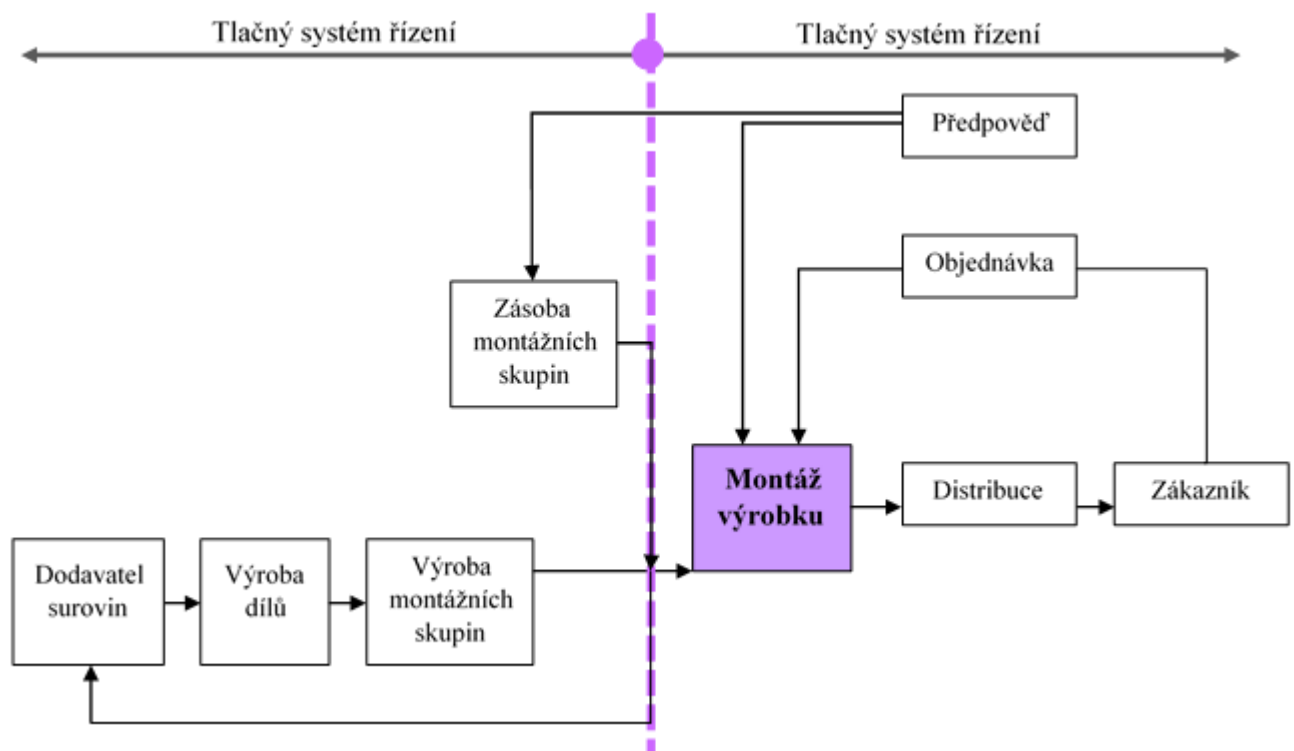 Tlačný systém řízení
Tlačný systém řízení
Předpověď
Objednávka
Zásoba
montážních
skupin
Montáž
výrobku
Distribuce
Zákazník
Dodavatel
surovin
Výroba
dílů
Výroba
montážních
skupin